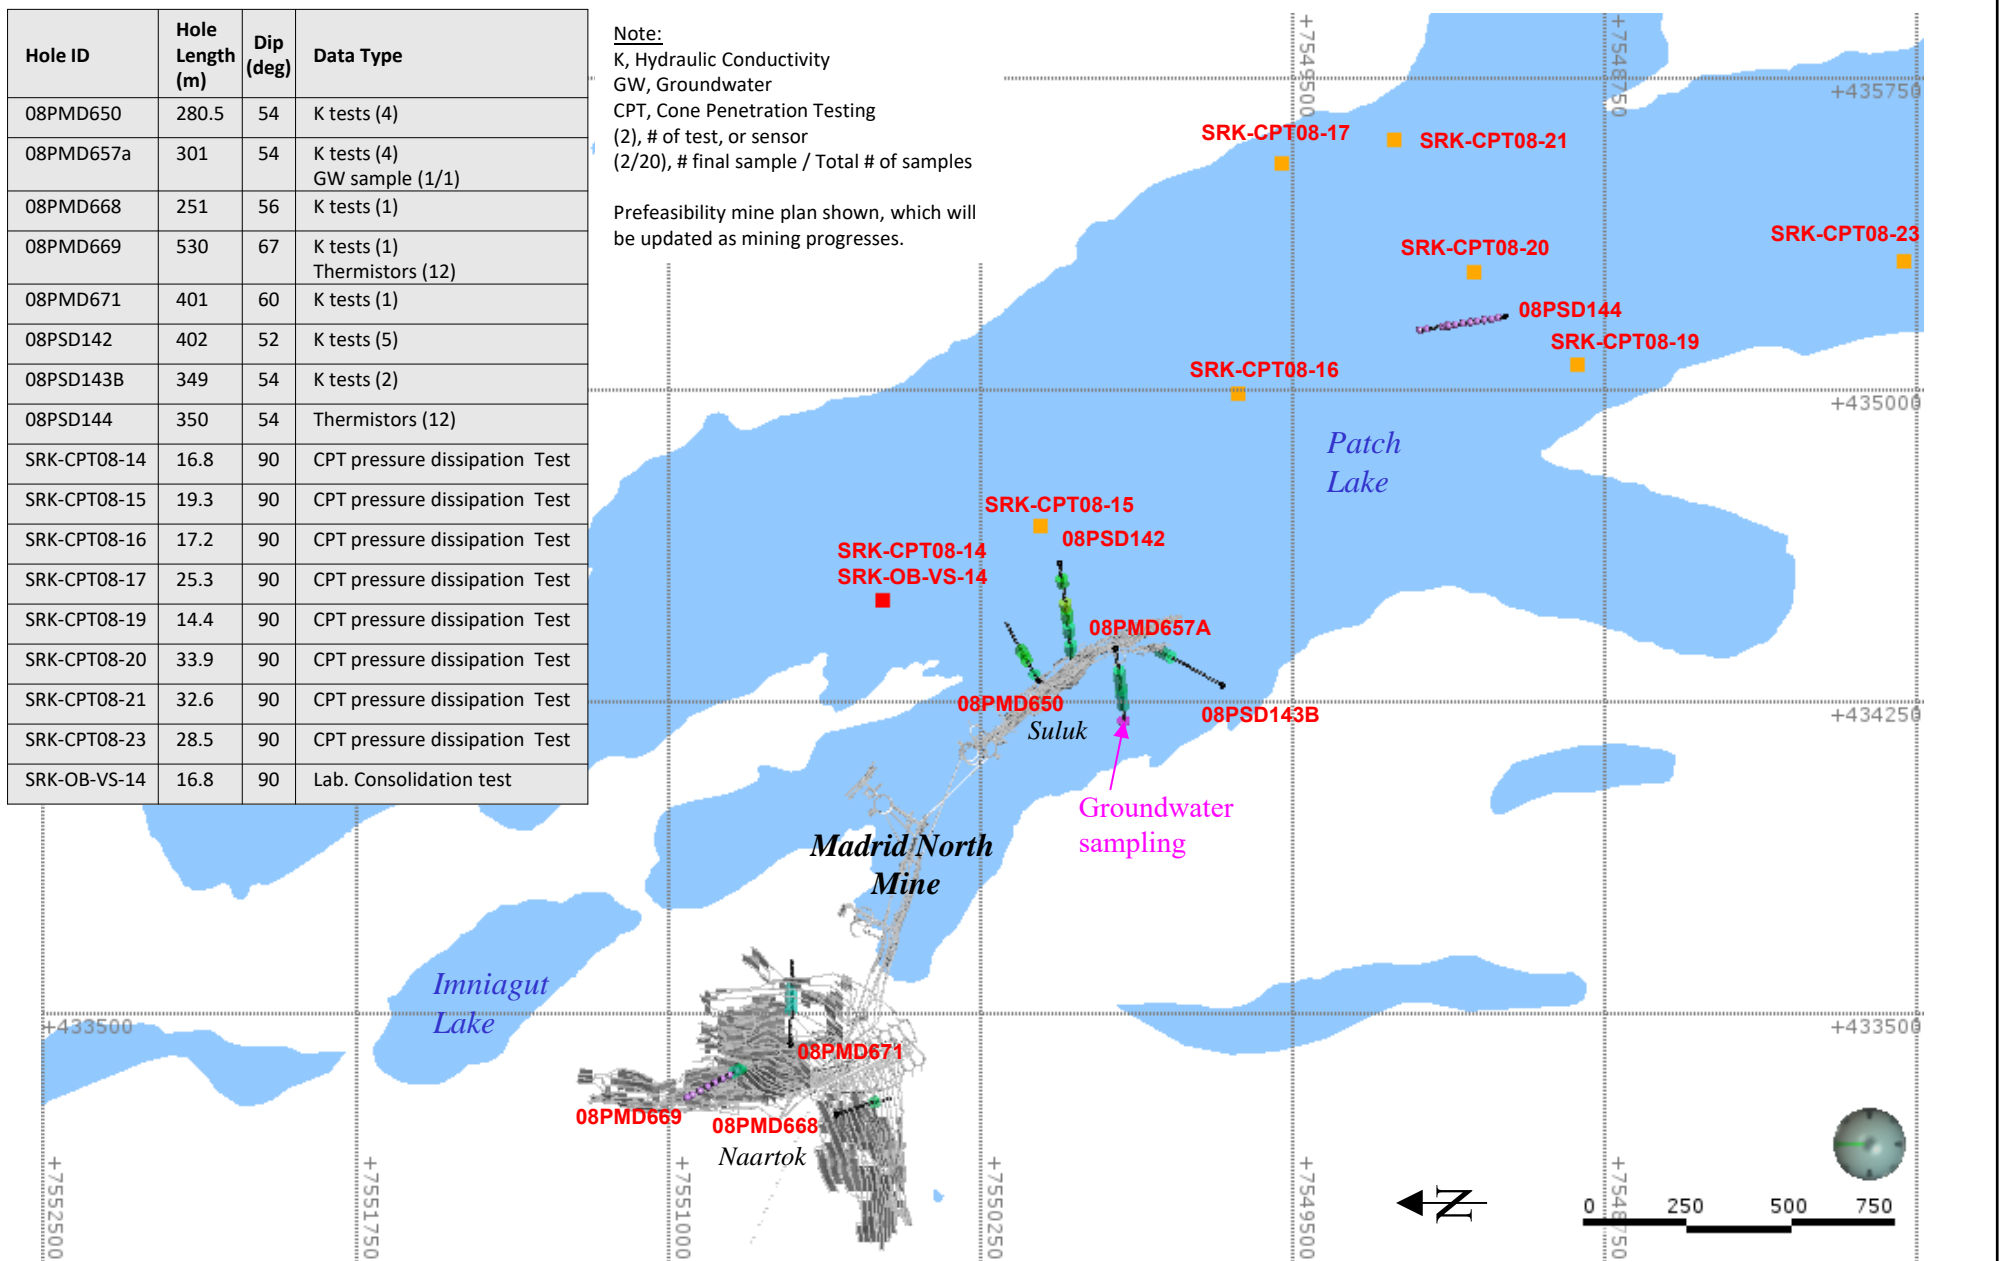 Hole ID Hole Length (m) Dip (deg) Data Type
08PMD650 280.5 54 K tests (4)
08PMD657a 301 54 K tests (4)
GW sample (1/1)
08PMD668 251 56 K tests (1)
08PMD669 530 67 K tests (1)
Thermistors (12)
08PMD671 401 60 K tests (1)
08PSD142 402 52 K tests (5)
08PSD143B 349 54 K tests (2)
08PSD144 350 54 Thermistors (12)
SRK-CPT08-14 16.8 90 CPT pressure dissipation Test
SRK-CPT08-15 19.3 90 CPT pressure dissipation Test
SRK-CPT08-16 17.2 90 CPT pressure dissipation Test
SRK-CPT08-17 25.3 90 CPT pressure dissipation Test
SRK-CPT08-19 14.4 90 CPT pressure dissipation Test
SRK-CPT08-20 33.9 90 CPT pressure dissipation Test
SRK-CPT08-21 32.6 90 CPT pressure dissipation Test
SRK-CPT08-23 28.5 90 CPT pressure dissipation Test
SRK-OB-VS-14 16.8 90 Lab. Consolidation test
Note:
K, Hydraulic Conductivity
GW, Groundwater
CPT, Cone Penetration Testing
(2), # of test, or sensor
(2/20), # final sample / Total # of samples
Prefeasibility mine plan shown, which will
be updated as mining progresses.
+7549500
+7548750
+435750
SRK-CPT08-17
SRK-CPT08-21
SRK-CPT08-23
SRK-CPT08-20
08PSD144
SRK-CPT08-19
SRK-CPT08-16
+435000
Patch
Lake
SRK-CPT08-15
08PSD142
SRK-CPT08-14
SRK-OB-VS-14
08PMD657A
08PMD650
08PSD143B
+434250
Suluk
Groundwater
sampling
Madrid North
Mine
Imniagut
Lake
+433500
+433500
08PMD671
08PMD669
08PMD668
Naartok
+7552500
+7551750
+7551000
+7550250
+7549500
+7548750
N
0 250 500 750